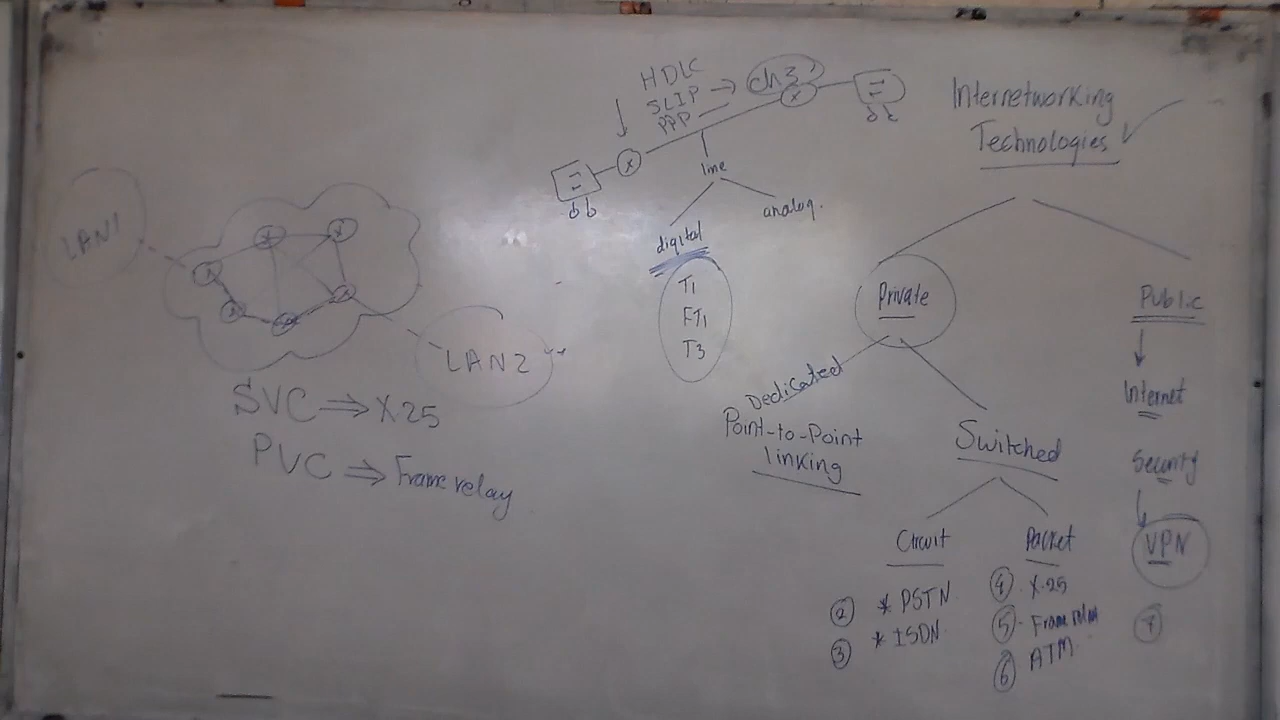 HDLC
SLIP → ch3
PPP
line
digital
analog.
T1
FT1
T3
LAN1
LAN2
SVC ⇒ X25
PVC ⇒ Frame relay
Internetworking
Technologies
Private
Public
Dedicated
Point-to-Point
linking
Switched
Internet
Security
VPN
Circuit
Packet
② * PSTN
③ * ISDN
④ X.25
⑤ Frame relay
⑥ ATM
⑦